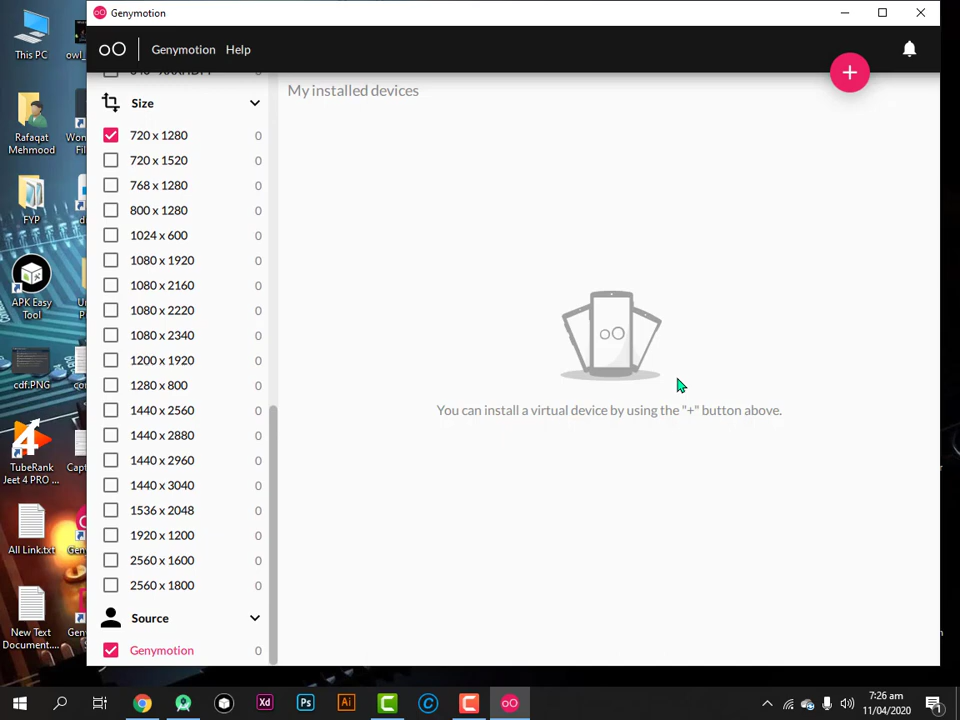 Genymotion
Genymotion Help
My installed devices
Size
720 x 1280 0
720 x 1520 0
768 x 1280 0
800 x 1280 0
1024 x 600 0
1080 x 1920 0
1080 x 2160 0
1080 x 2220 0
1080 x 2340 0
1200 x 1920 0
1280 x 800 0
1440 x 2560 0
1440 x 2880 0
1440 x 2960 0
1440 x 3040 0
1536 x 2048 0
1920 x 1200 0
2560 x 1600 0
2560 x 1800 0
Source
Genymotion 0
You can install a virtual device by using the "+" button above.
This PC
owl_
Rafaqat
Mehmood
FYP
APK Easy
Tool
cdf.PNG
TubeRank
Jeet 4 PRO ...
All Link.txt
New Text
Document....
Xd
Ps
Ai
7:26 am
11/04/2020
1